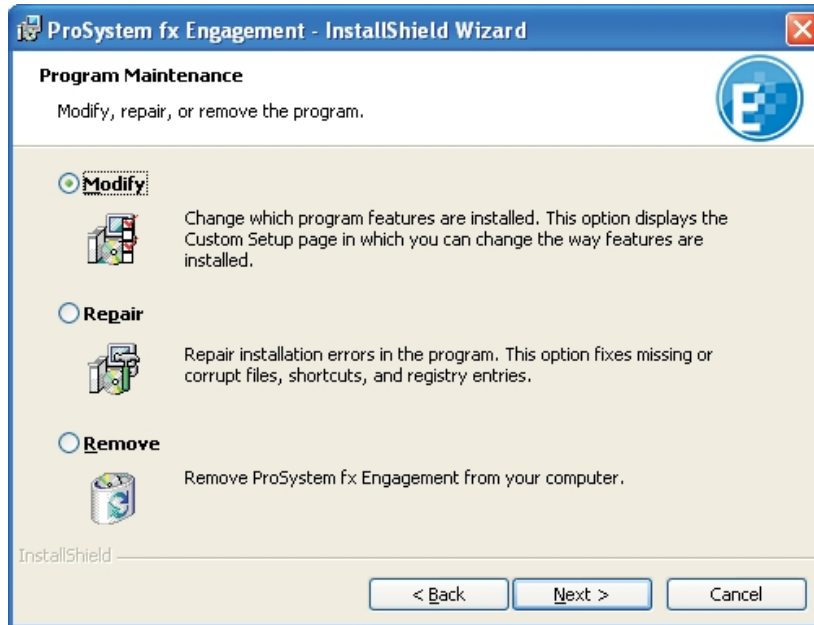 ProSystem fx Engagement - InstallShield Wizard
Program Maintenance
Modify, repair, or remove the program.
E
Modify
Change which program features are installed. This option displays the
Custom Setup page in which you can change the way features are
installed.
Repair
Repair installation errors in the program. This option fixes missing or
corrupt files, shortcuts, and registry entries.
Remove
Remove ProSystem fx Engagement from your computer.
InstallShield
< Back
Next >
Cancel